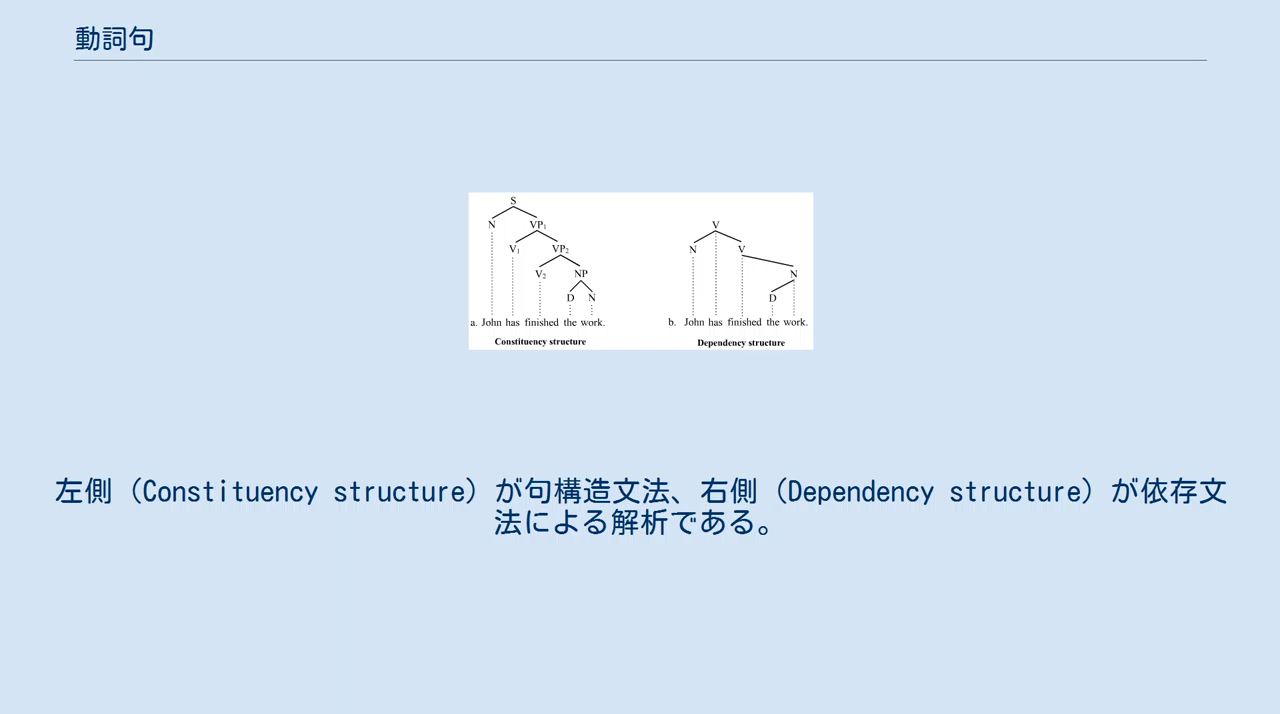 動詞句
S
N VP₁
V₁ VP₂
V₂ NP
D N
a. John has finished the work.
Constituency structure
V
N V
N
D
b. John has finished the work.
Dependency structure
左側（Constituency structure）が句構造文法、右側（Dependency structure）が依存文
法による解析である。